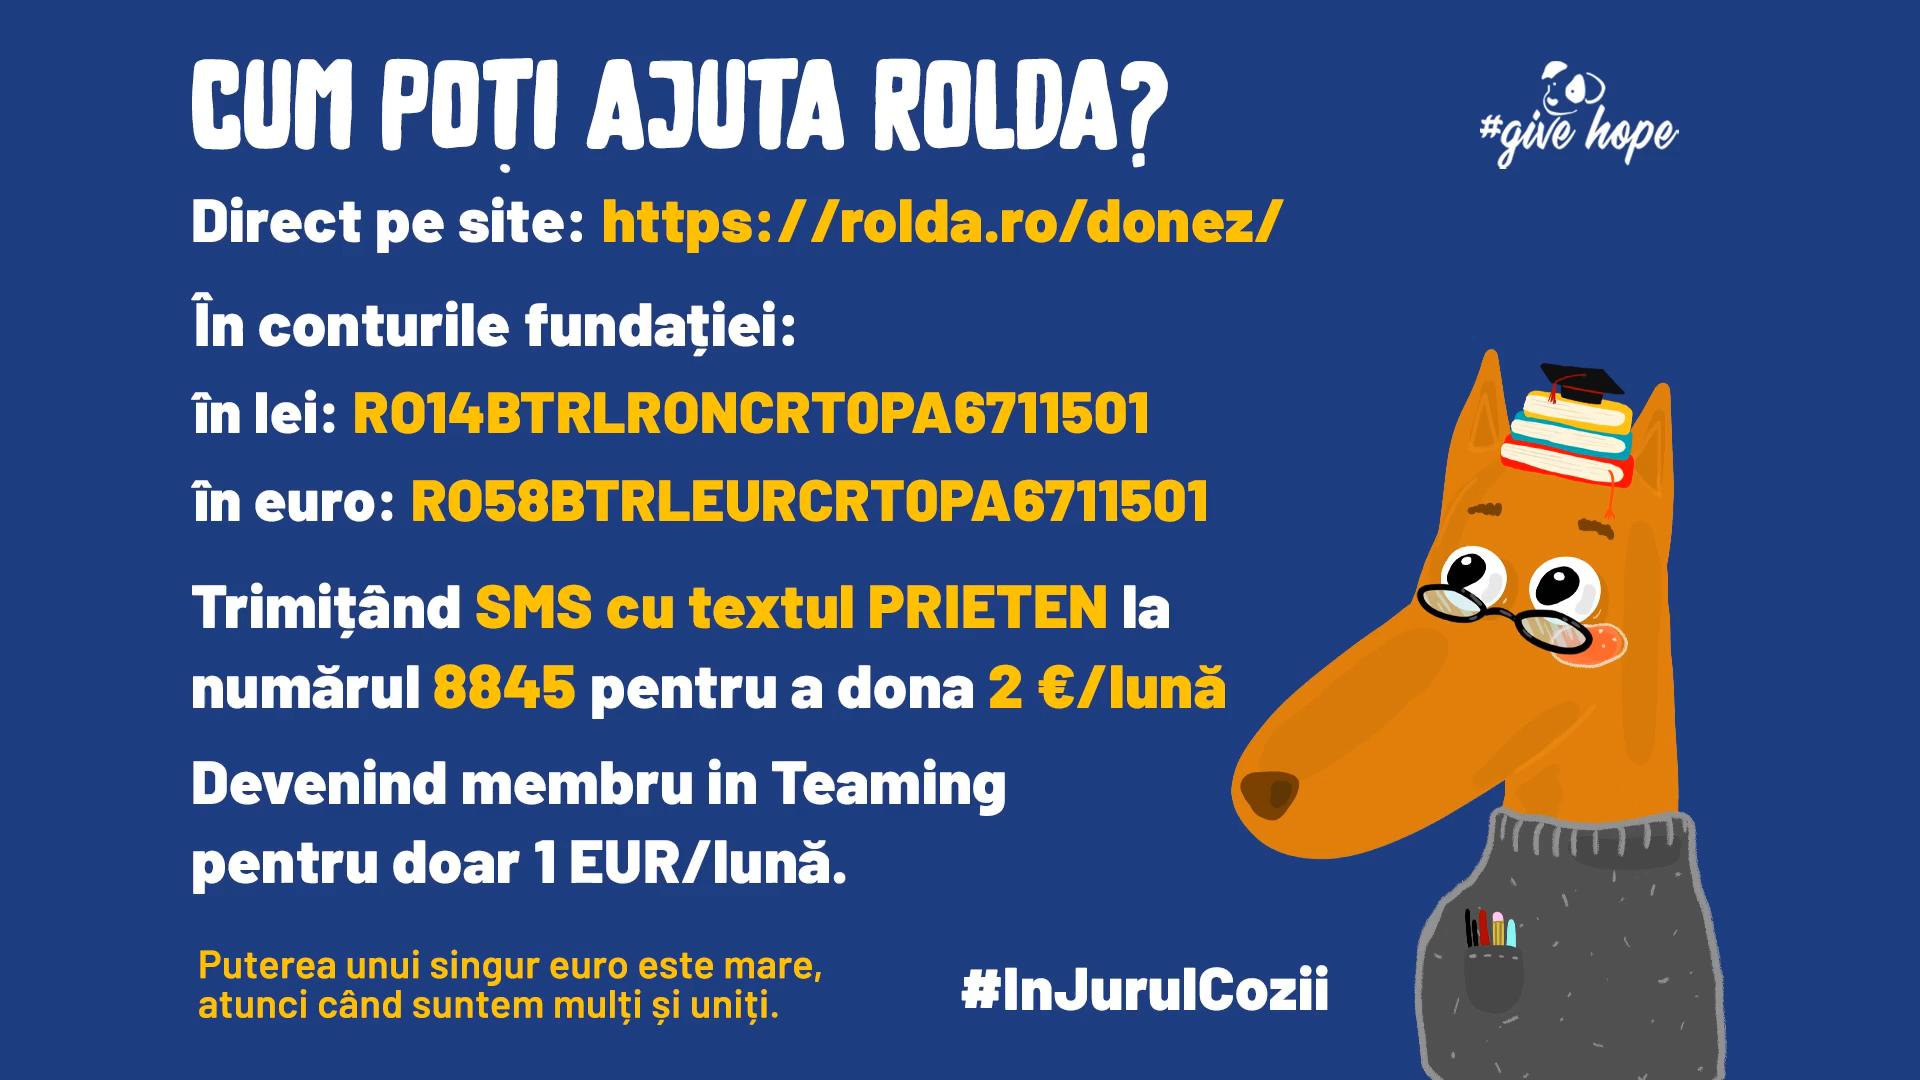 CUM POȚI AJUTA ROLDA?
#give hope
Direct pe site: https://rolda.ro/donez/
În conturile fundației:
în lei: RO14BTRLRONCRT0PA6711501
în euro: RO58BTRLEURCRT0PA6711501
Trimițând SMS cu textul PRIETEN la
numărul 8845 pentru a dona 2 €/lună
Devenind membru in Teaming
pentru doar 1 EUR/lună.
Puterea unui singur euro este mare,
atunci când suntem mulți și uniți.
#InJurulCozii